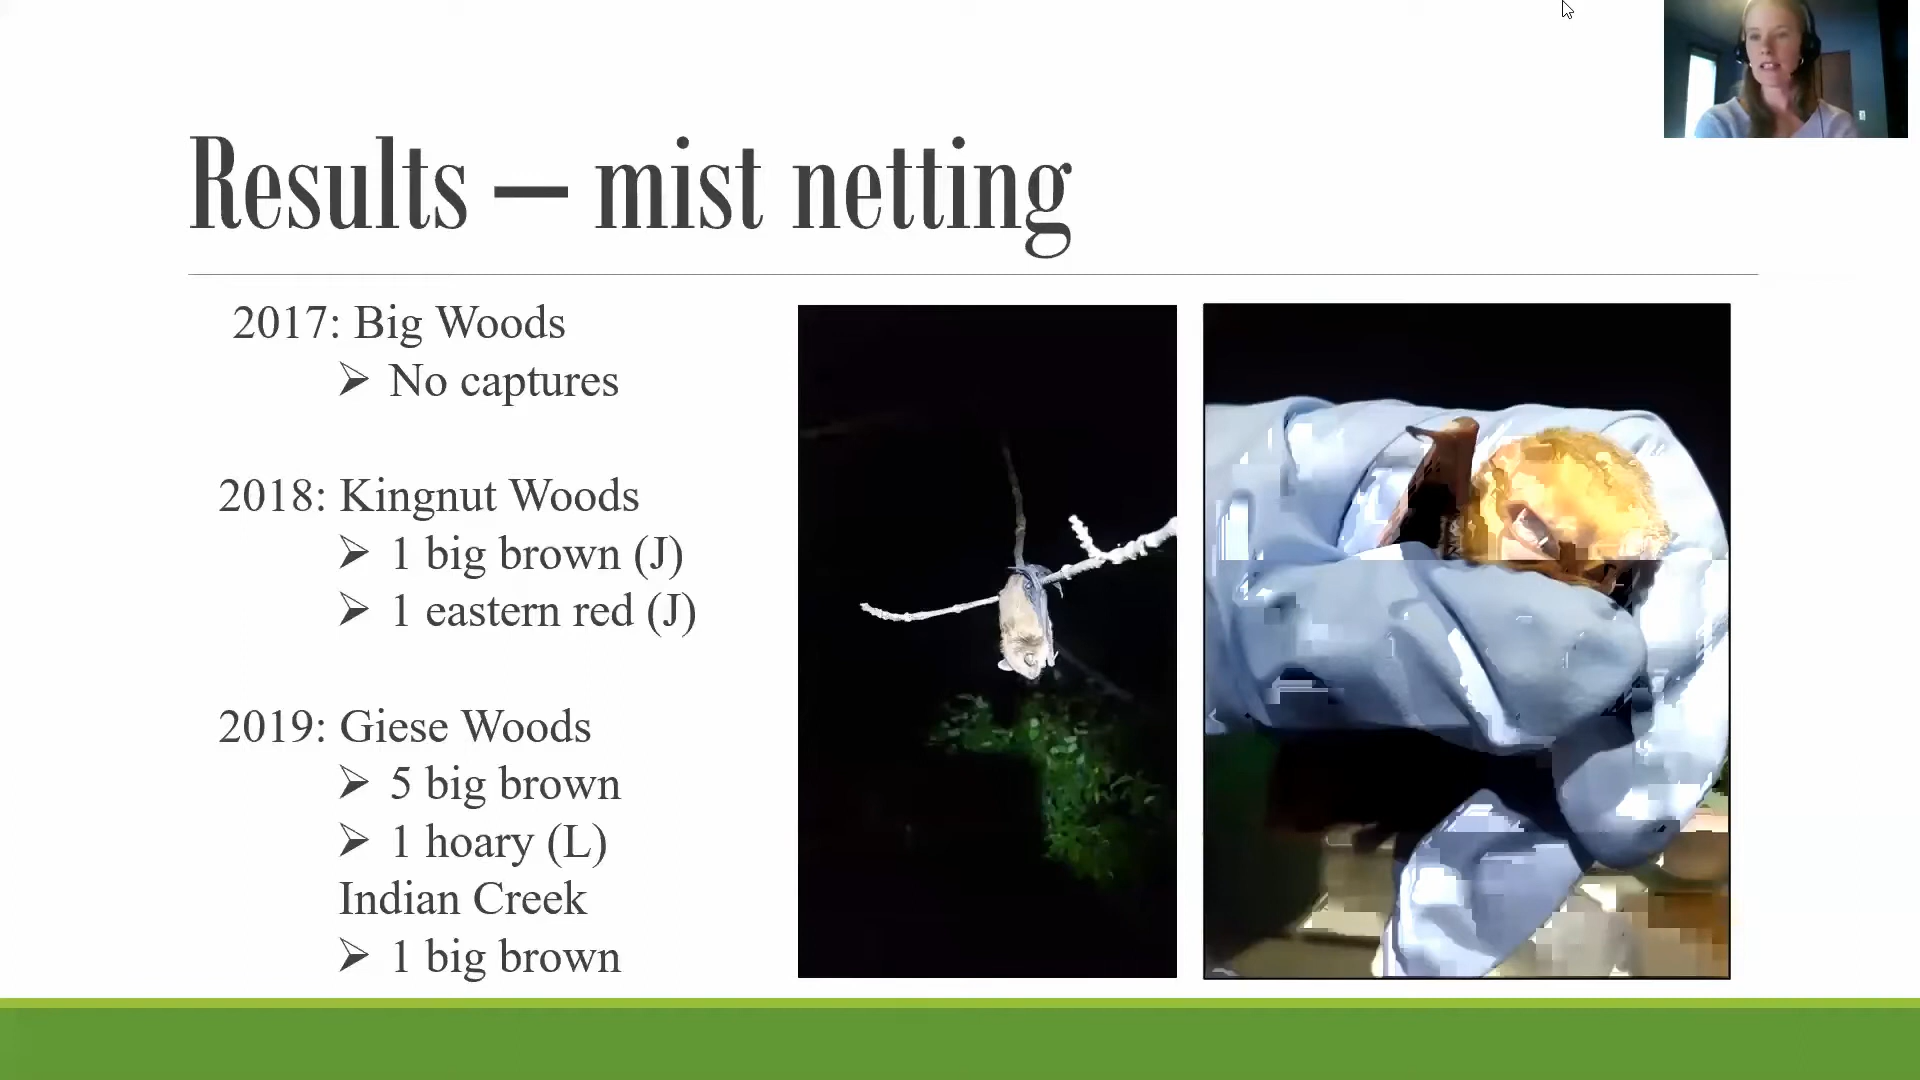 Results – mist netting
2017: Big Woods
➢ No captures
2018: Kingnut Woods
➢ 1 big brown (J)
➢ 1 eastern red (J)
2019: Giese Woods
➢ 5 big brown
➢ 1 hoary (L)
Indian Creek
➢ 1 big brown